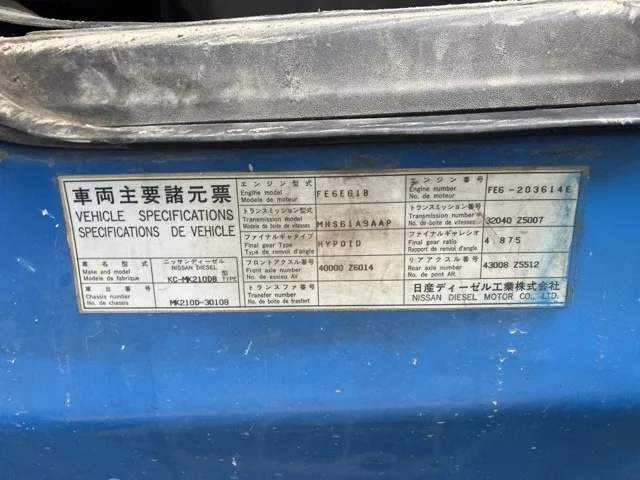 車両主要諸元票
VEHICLE SPECIFICATIONS
SPECIFICATIONS DE VEHICLE
車名
Make and model
Modele de fabrique
ニッサンディーゼル
NISSAN DIESEL
KC-MK210DB 型 TYPE
車台番号
Chassis number
No. de chassis
MK210D-30108
エンジン型式
Engine model
Modele de moteur
FE6E61B
トランスミッション型式
Transmission model
Modele de boite de vitesses
MHS61A9AAP
ファイナルギヤタイプ
Final gear Type
Type de renvoi d'angle
HYPOID
フロントアクスル番号
Front axle number
No. de essieu AV
40000 Z6014
トランスファ番号
Transfer number
No. de boite de trasfert
エンジン番号
Engine number
No. de moteur
FE6 -203614E
トランスミッション番号
Transmission number
No. de boite de vitesses
32040 Z5007
ファイナルギャレシオ
Final gear ratio
Rapport de renvoi d'angle
4 875
リアアクスル番号
Rear axle number
No. de pont AR.
43008 Z5512
日産ディーゼル工業株式会社
NISSAN DIESEL MOTOR CO., LTD.